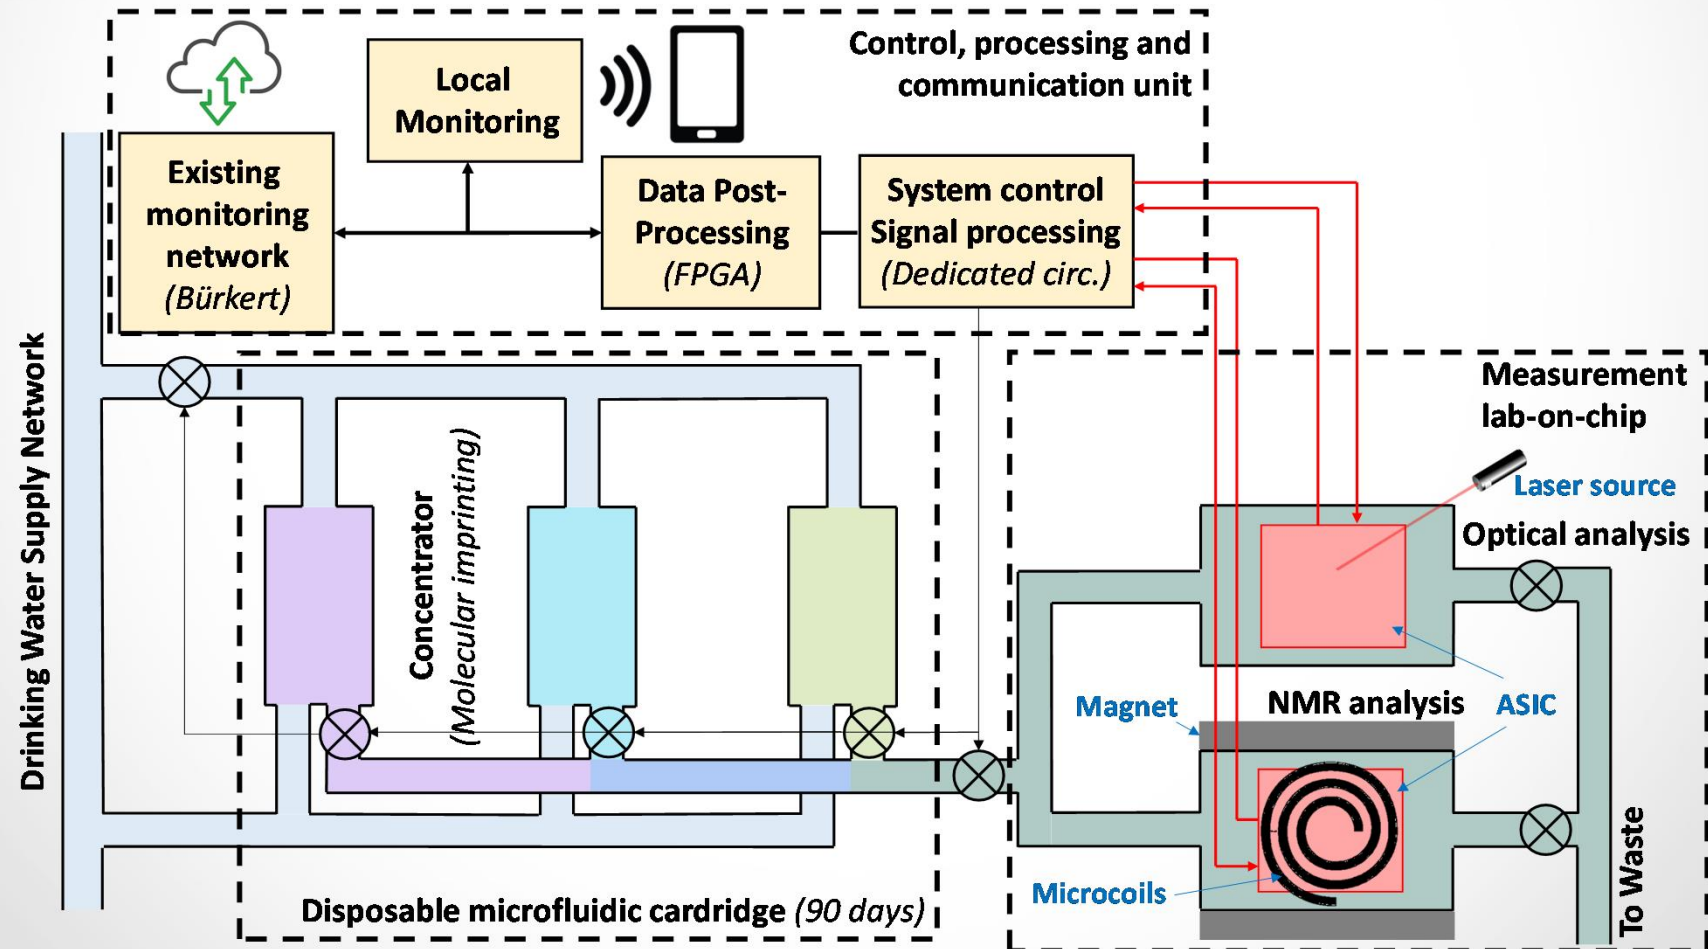 Control, processing and
communication unit
Local
Monitoring
Existing
monitoring
network
(Bürkert)
Data Post-
Processing
(FPGA)
System control
Signal processing
(Dedicated circ.)
Drinking Water Supply Network
Concentrator
(Molecular imprinting)
Disposable microfluidic cardridge (90 days)
Measurement
lab-on-chip
Laser source
Optical analysis
Magnet
NMR analysis
ASIC
Microcoils
To Waste